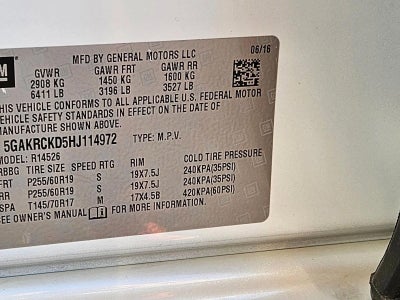 GM MFD BY GENERAL MOTORS LLC 06/16
GVWR GAWR FRT GAWR RR
2908 KG 1450 KG 1600 KG
6411 LB 3196 LB 3527 LB
THIS VEHICLE CONFORMS TO ALL APPLICABLE U.S. FEDERAL MOTOR
VEHICLE SAFETY STANDARDS IN EFFECT ON THE DATE OF
MANUFACTURE SHOWN ABOVE.
5GAKRCKD5HJ114972 TYPE: M.P.V.
R14526
TIRE SIZE SPEED RTG RIM COLD TIRE PRESSURE
FRT P255/60R19 S 19X7.5J 240KPA(35PSI)
RR P255/60R19 S 19X7.5J 240KPA(35PSI)
SPA T145/70R17 M 17X4.5B 420KPA(60PSI)
SEE OWNER'S MANUAL FOR MORE INFORMATION.